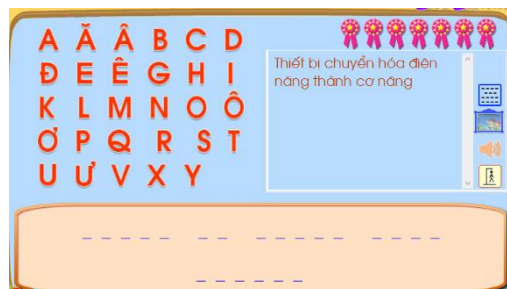 A Ă Â B C D
Đ E Ê G H I
K L M N O Ô
Ơ P Q R S T
U Ư V X Y
Thiết bị chuyển hóa điện
năng thành cơ năng